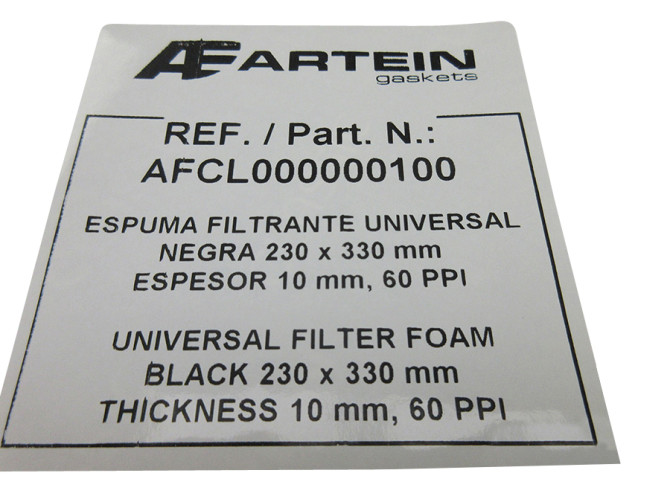 ARTEIN
gaskets
REF. / Part. N.:
AFCL000000100
ESPUMA FILTRANTE UNIVERSAL
NEGRA 230 x 330 mm
ESPESOR 10 mm, 60 PPI
UNIVERSAL FILTER FOAM
BLACK 230 x 330 mm
THICKNESS 10 mm, 60 PPI